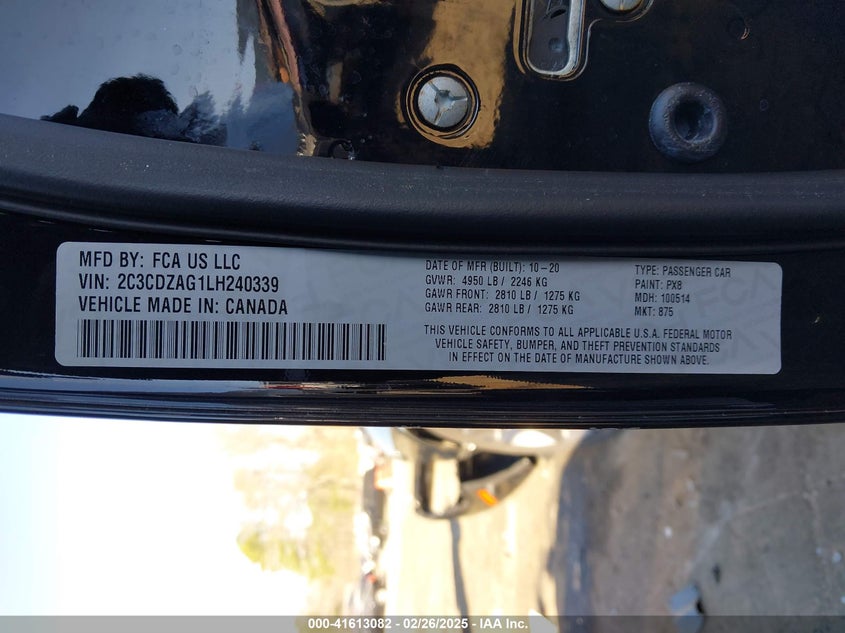 MFD BY: FCA US LLC
VIN: 2C3CDZAG1LH240339
VEHICLE MADE IN: CANADA
DATE OF MFR (BUILT): 10-20
GVWR: 4950 LB / 2246 KG
GAWR FRONT: 2810 LB / 1275 KG
GAWR REAR: 2810 LB / 1275 KG
TYPE: PASSENGER CAR
PAINT: PX8
MDH: 100514
MKT: 875
THIS VEHICLE CONFORMS TO ALL APPLICABLE U.S.A. FEDERAL MOTOR
VEHICLE SAFETY, BUMPER, AND THEFT PREVENTION STANDARDS
IN EFFECT ON THE DATE OF MANUFACTURE SHOWN ABOVE.
000-41613082 - 02/26/2025 - IAA Inc.